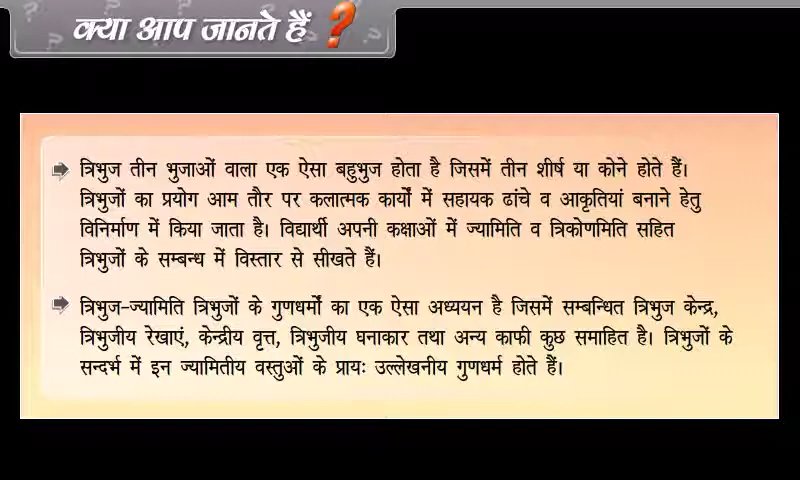 क्या आप जानते हैं ?
त्रिभुज तीन भुजाओं वाला एक ऐसा बहुभुज होता है जिसमें तीन शीर्ष या कोने होते हैं।
त्रिभुजों का प्रयोग आम तौर पर कलात्मक कार्यों में सहायक ढांचे व आकृतियां बनाने हेतु
विनिर्माण में किया जाता है। विद्यार्थी अपनी कक्षाओं में ज्यामिति व त्रिकोणमिति सहित
त्रिभुजों के सम्बन्ध में विस्तार से सीखते हैं।
त्रिभुज-ज्यामिति त्रिभुजों के गुणधर्मों का एक ऐसा अध्ययन है जिसमें सम्बन्धित त्रिभुज केन्द्र,
त्रिभुजीय रेखाएं, केन्द्रीय वृत्त, त्रिभुजीय घनाकार तथा अन्य काफी कुछ समाहित है। त्रिभुजों के
सन्दर्भ में इन ज्यामितीय वस्तुओं के प्रायः उल्लेखनीय गुणधर्म होते हैं।